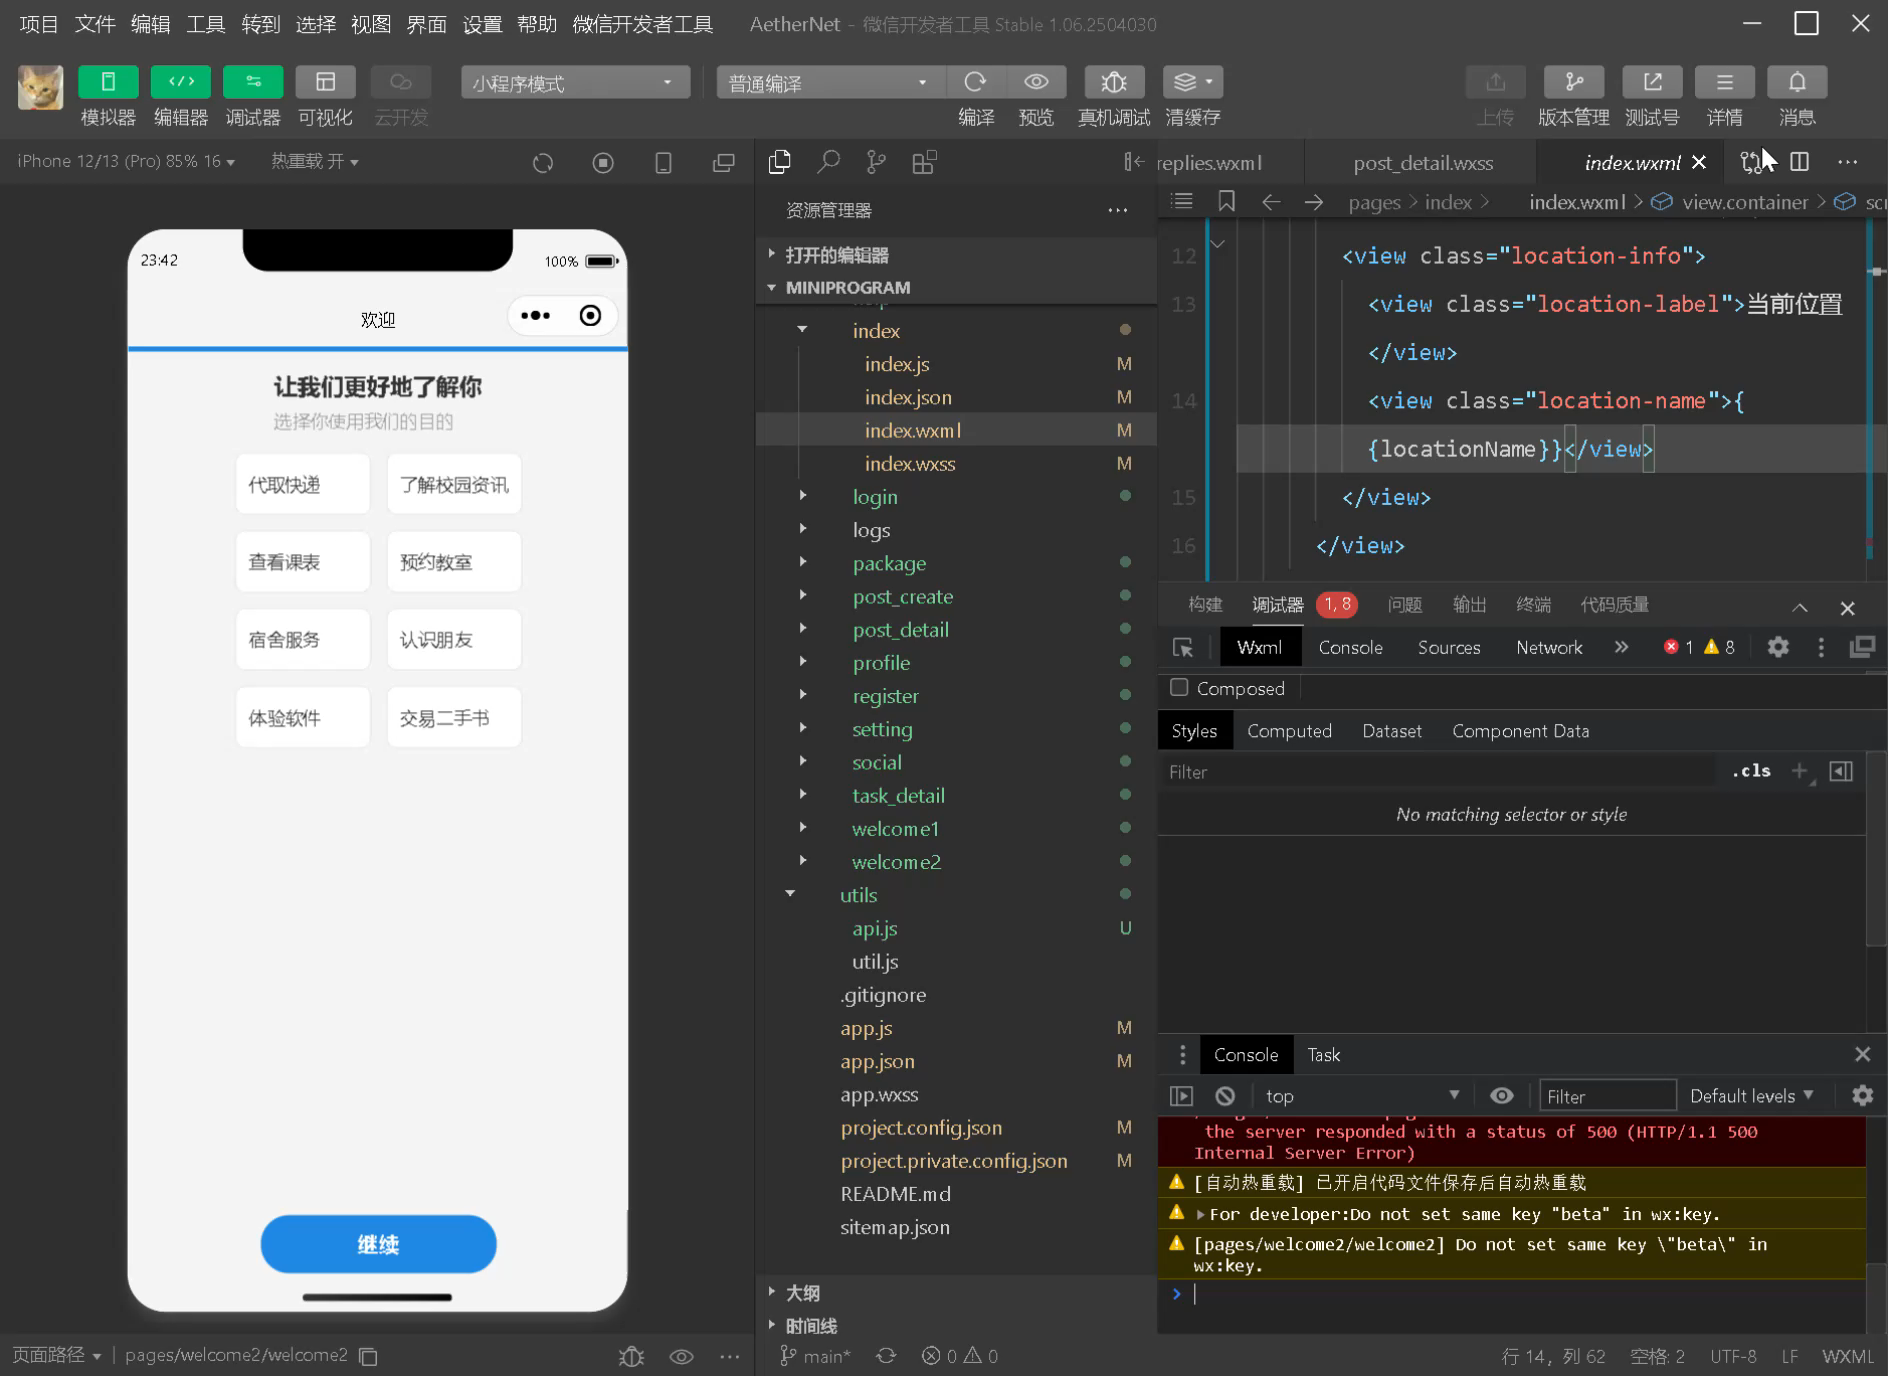 项目 文件 编辑 工具 转到 选择 视图 界面 设置 帮助 微信开发者工具 AetherNet - 微信开发者工具 Stable 1.06.2504030
小程序模式 普通编译
模拟器 编辑器 调试器 可视化 云开发 编译 预览 真机调试 清缓存 上传 版本管理 测试号 详情 消息
iPhone 12/13 (Pro) 85% 16 热重载 开
23:42 100%
欢迎
让我们更好地了解你
选择你使用我们的目的
代取快递 了解校园资讯
查看课表 预约教室
宿舍服务 认识朋友
体验软件 交易二手书
继续
页面路径 | pages/welcome2/welcome2
资源管理器
打开的编辑器
MINIPROGRAM
index
index.js M
index.json M
index.wxml M
index.wxss M
login
logs
package
post_create
post_detail
profile
register
setting
social
task_detail
welcome1
welcome2
utils
api.js U
util.js
.gitignore
app.js M
app.json M
app.wxss
project.config.json M
project.private.config.json M
README.md
sitemap.json
大纲
时间线
main* 0 0
replies.wxml post_detail.wxss index.wxml
pages > index > index.wxml > view.container > scr
12 <view class="location-info">
13 <view class="location-label">当前位置
</view>
14 <view class="location-name">{
{locationName}}</view>
15 </view>
16 </view>
构建 调试器 1, 8 问题 输出 终端 代码质量
Wxml Console Sources Network » 1 8
Composed
Styles Computed Dataset Component Data
Filter .cls
No matching selector or style
Console Task
top Filter Default levels
the server responded with a status of 500 (HTTP/1.1 500
Internal Server Error)
[自动热重载] 已开启代码文件保存后自动热重载
For developer:Do not set same key "beta" in wx:key.
[pages/welcome2/welcome2] Do not set same key \"beta\" in
wx:key.
行 14，列 62 空格: 2 UTF-8 LF WXML